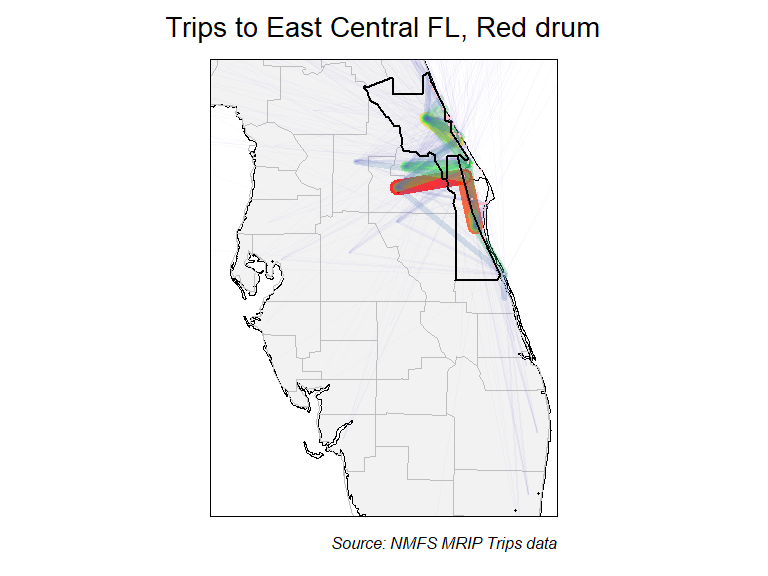 Trips to East Central FL, Red drum
Source: NMFS MRIP Trips data